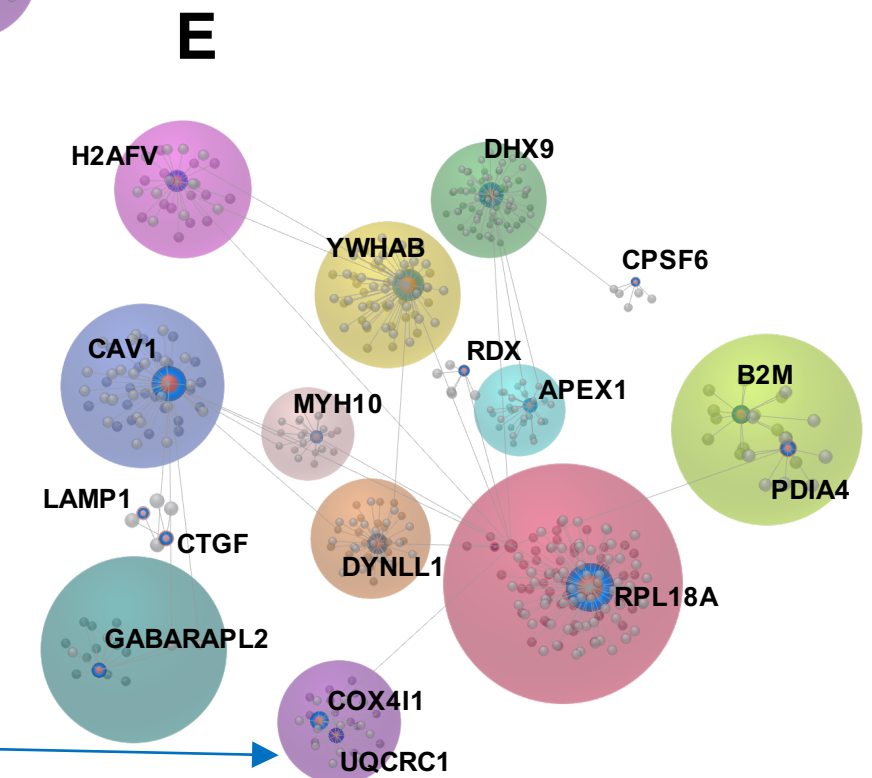 E
H2AFV
DHX9
YWHAB
CPSF6
CAV1
RDX
APEX1
B2M
MYH10
PDIA4
LAMP1
CTGF
DYNLL1
RPL18A
GABARAPL2
COX4I1
UQCRC1